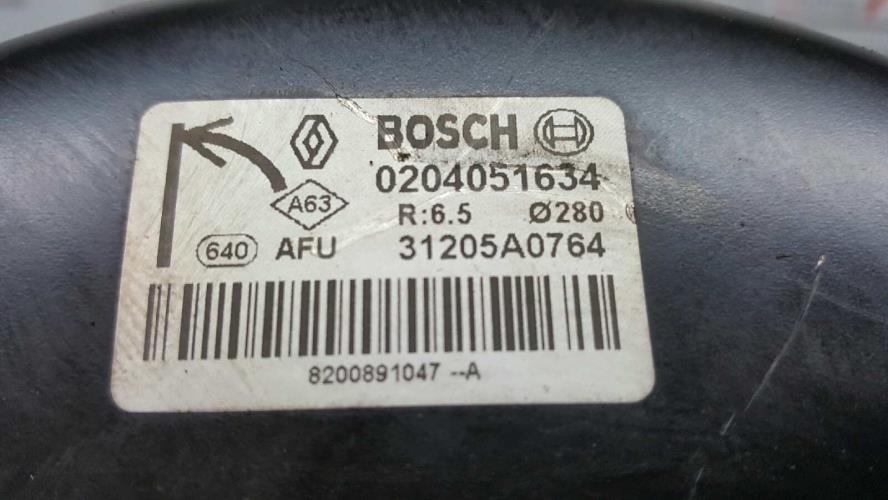 BOSCH
0204051634
A63
R:6.5 Ø280
640 AFU 31205A0764
8200891047 --A